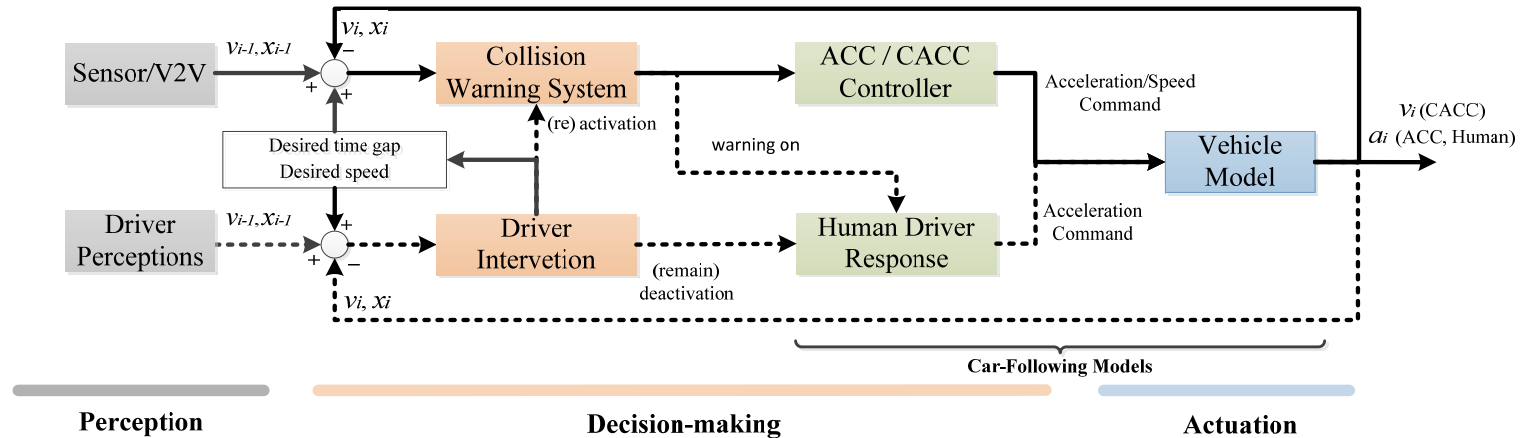 vi, xi
vi-1, xi-1
Sensor/V2V
Collision
Warning System
ACC / CACC
Controller
Acceleration/Speed
Command
vi (CACC)
ai (ACC, Human)
Vehicle
Model
(re) activation
warning on
Desired time gap
Desired speed
vi-1, xi-1
Driver
Perceptions
Driver
Intervetion
(remain)
deactivation
Human Driver
Response
Acceleration
Command
vi, xi
Car-Following Models
Perception
Decision-making
Actuation